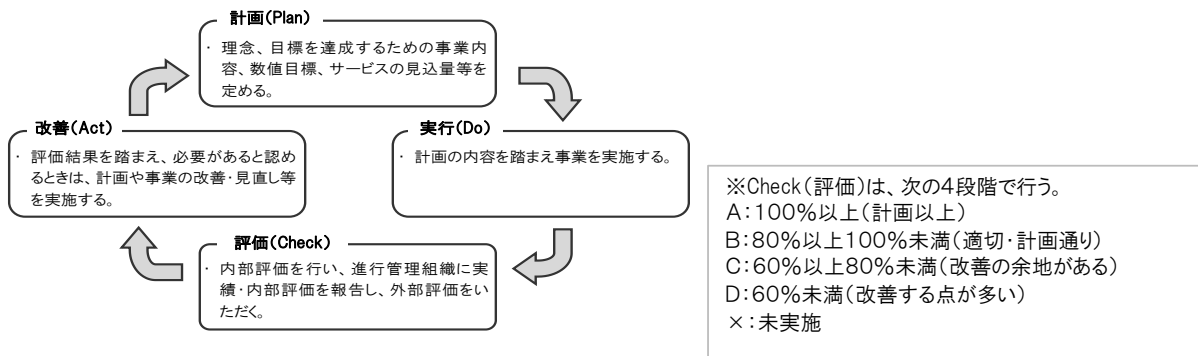 計画(Plan)
・ 理念、目標を達成するための事業内
容、数値目標、サービスの見込量等を
定める。
改善(Act)
・ 評価結果を踏まえ、必要があると認め
るときは、計画や事業の改善・見直し等
を実施する。
実行(Do)
・ 計画の内容を踏まえ事業を実施する。
評価(Check)
・ 内部評価を行い、進行管理組織に実
績・内部評価を報告し、外部評価をい
ただく。
※Check(評価)は、次の4段階で行う。
A:100%以上(計画以上)
B:80%以上100%未満(適切・計画通り)
C:60%以上80%未満(改善の余地がある)
D:60%未満(改善する点が多い)
×:未実施